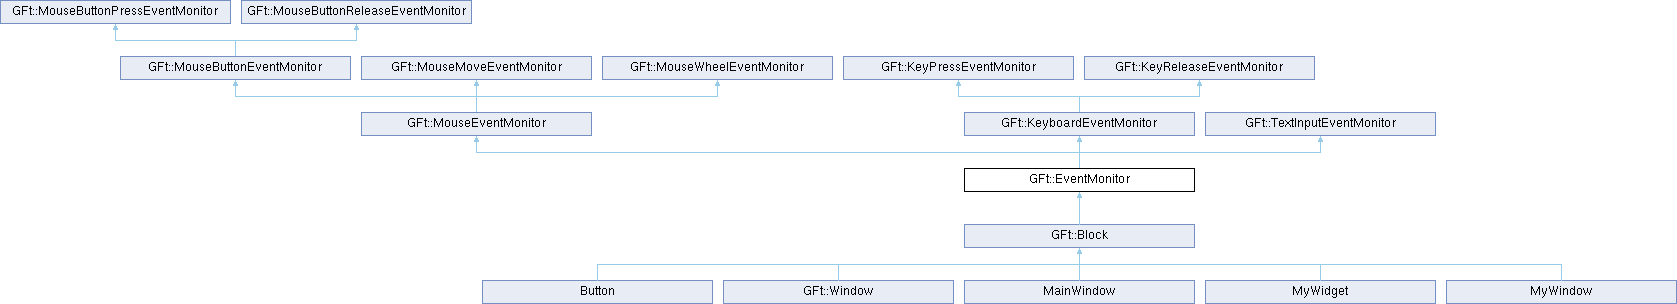 GFt::MouseButtonPressEventMonitor
GFt::MouseButtonReleaseEventMonitor
GFt::MouseButtonEventMonitor
GFt::MouseMoveEventMonitor
GFt::MouseWheelEventMonitor
GFt::KeyPressEventMonitor
GFt::KeyReleaseEventMonitor
GFt::MouseEventMonitor
GFt::KeyboardEventMonitor
GFt::TextInputEventMonitor
GFt::EventMonitor
GFt::Block
Button
GFt::Window
MainWindow
MyWidget
MyWindow